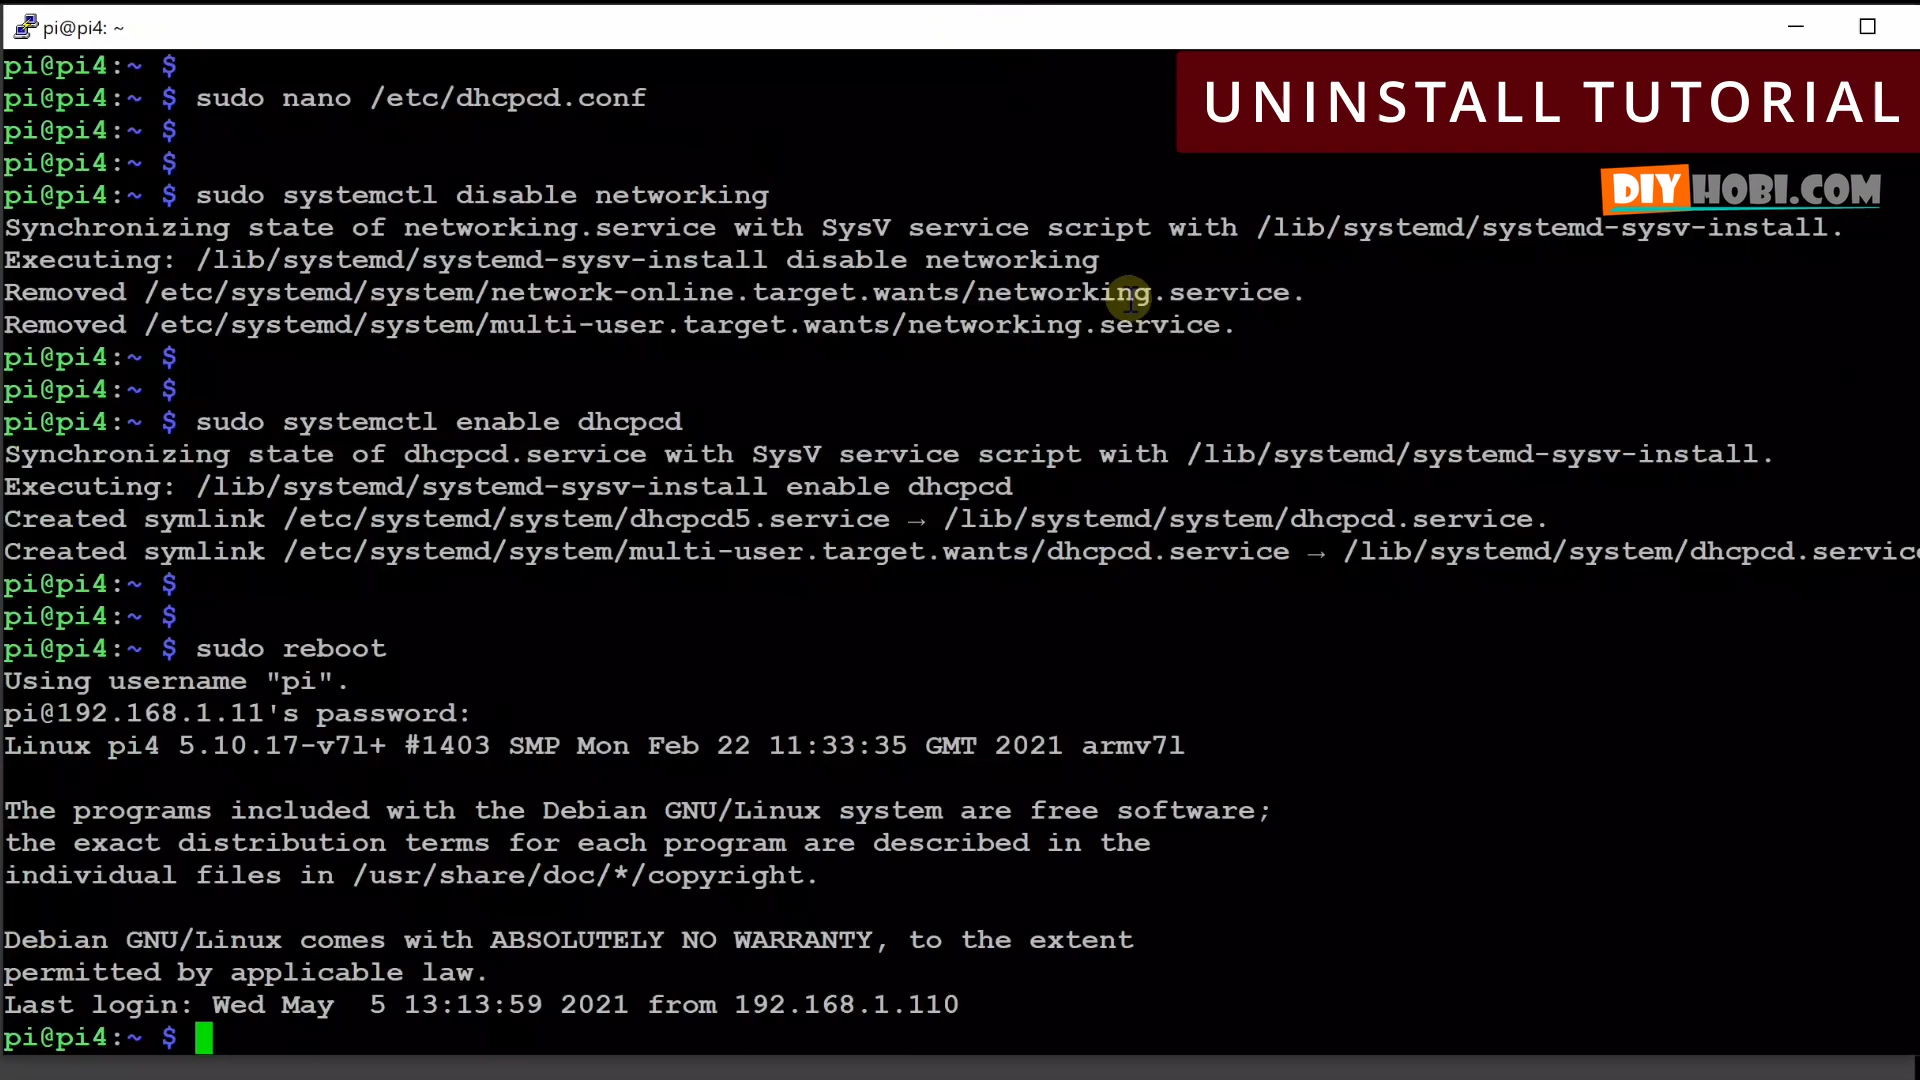 pi@pi4: ~
pi@pi4:~ $
pi@pi4:~ $ sudo nano /etc/dhcpcd.conf
UNINSTALL TUTORIAL
pi@pi4:~ $
pi@pi4:~ $
DIYHOBI.COM
pi@pi4:~ $ sudo systemctl disable networking
Synchronizing state of networking.service with SysV service script with /lib/systemd/systemd-sysv-install.
Executing: /lib/systemd/systemd-sysv-install disable networking
Removed /etc/systemd/system/network-online.target.wants/networking.service.
Removed /etc/systemd/system/multi-user.target.wants/networking.service.
pi@pi4:~ $
pi@pi4:~ $
pi@pi4:~ $ sudo systemctl enable dhcpcd
Synchronizing state of dhcpcd.service with SysV service script with /lib/systemd/systemd-sysv-install.
Executing: /lib/systemd/systemd-sysv-install enable dhcpcd
Created symlink /etc/systemd/system/dhcpcd5.service → /lib/systemd/system/dhcpcd.service.
Created symlink /etc/systemd/system/multi-user.target.wants/dhcpcd.service → /lib/systemd/system/dhcpcd.service
pi@pi4:~ $
pi@pi4:~ $
pi@pi4:~ $ sudo reboot
Using username "pi".
pi@192.168.1.11's password:
Linux pi4 5.10.17-v7l+ #1403 SMP Mon Feb 22 11:33:35 GMT 2021 armv7l
The programs included with the Debian GNU/Linux system are free software;
the exact distribution terms for each program are described in the
individual files in /usr/share/doc/*/copyright.
Debian GNU/Linux comes with ABSOLUTELY NO WARRANTY, to the extent
permitted by applicable law.
Last login: Wed May  5 13:13:59 2021 from 192.168.1.110
pi@pi4:~ $